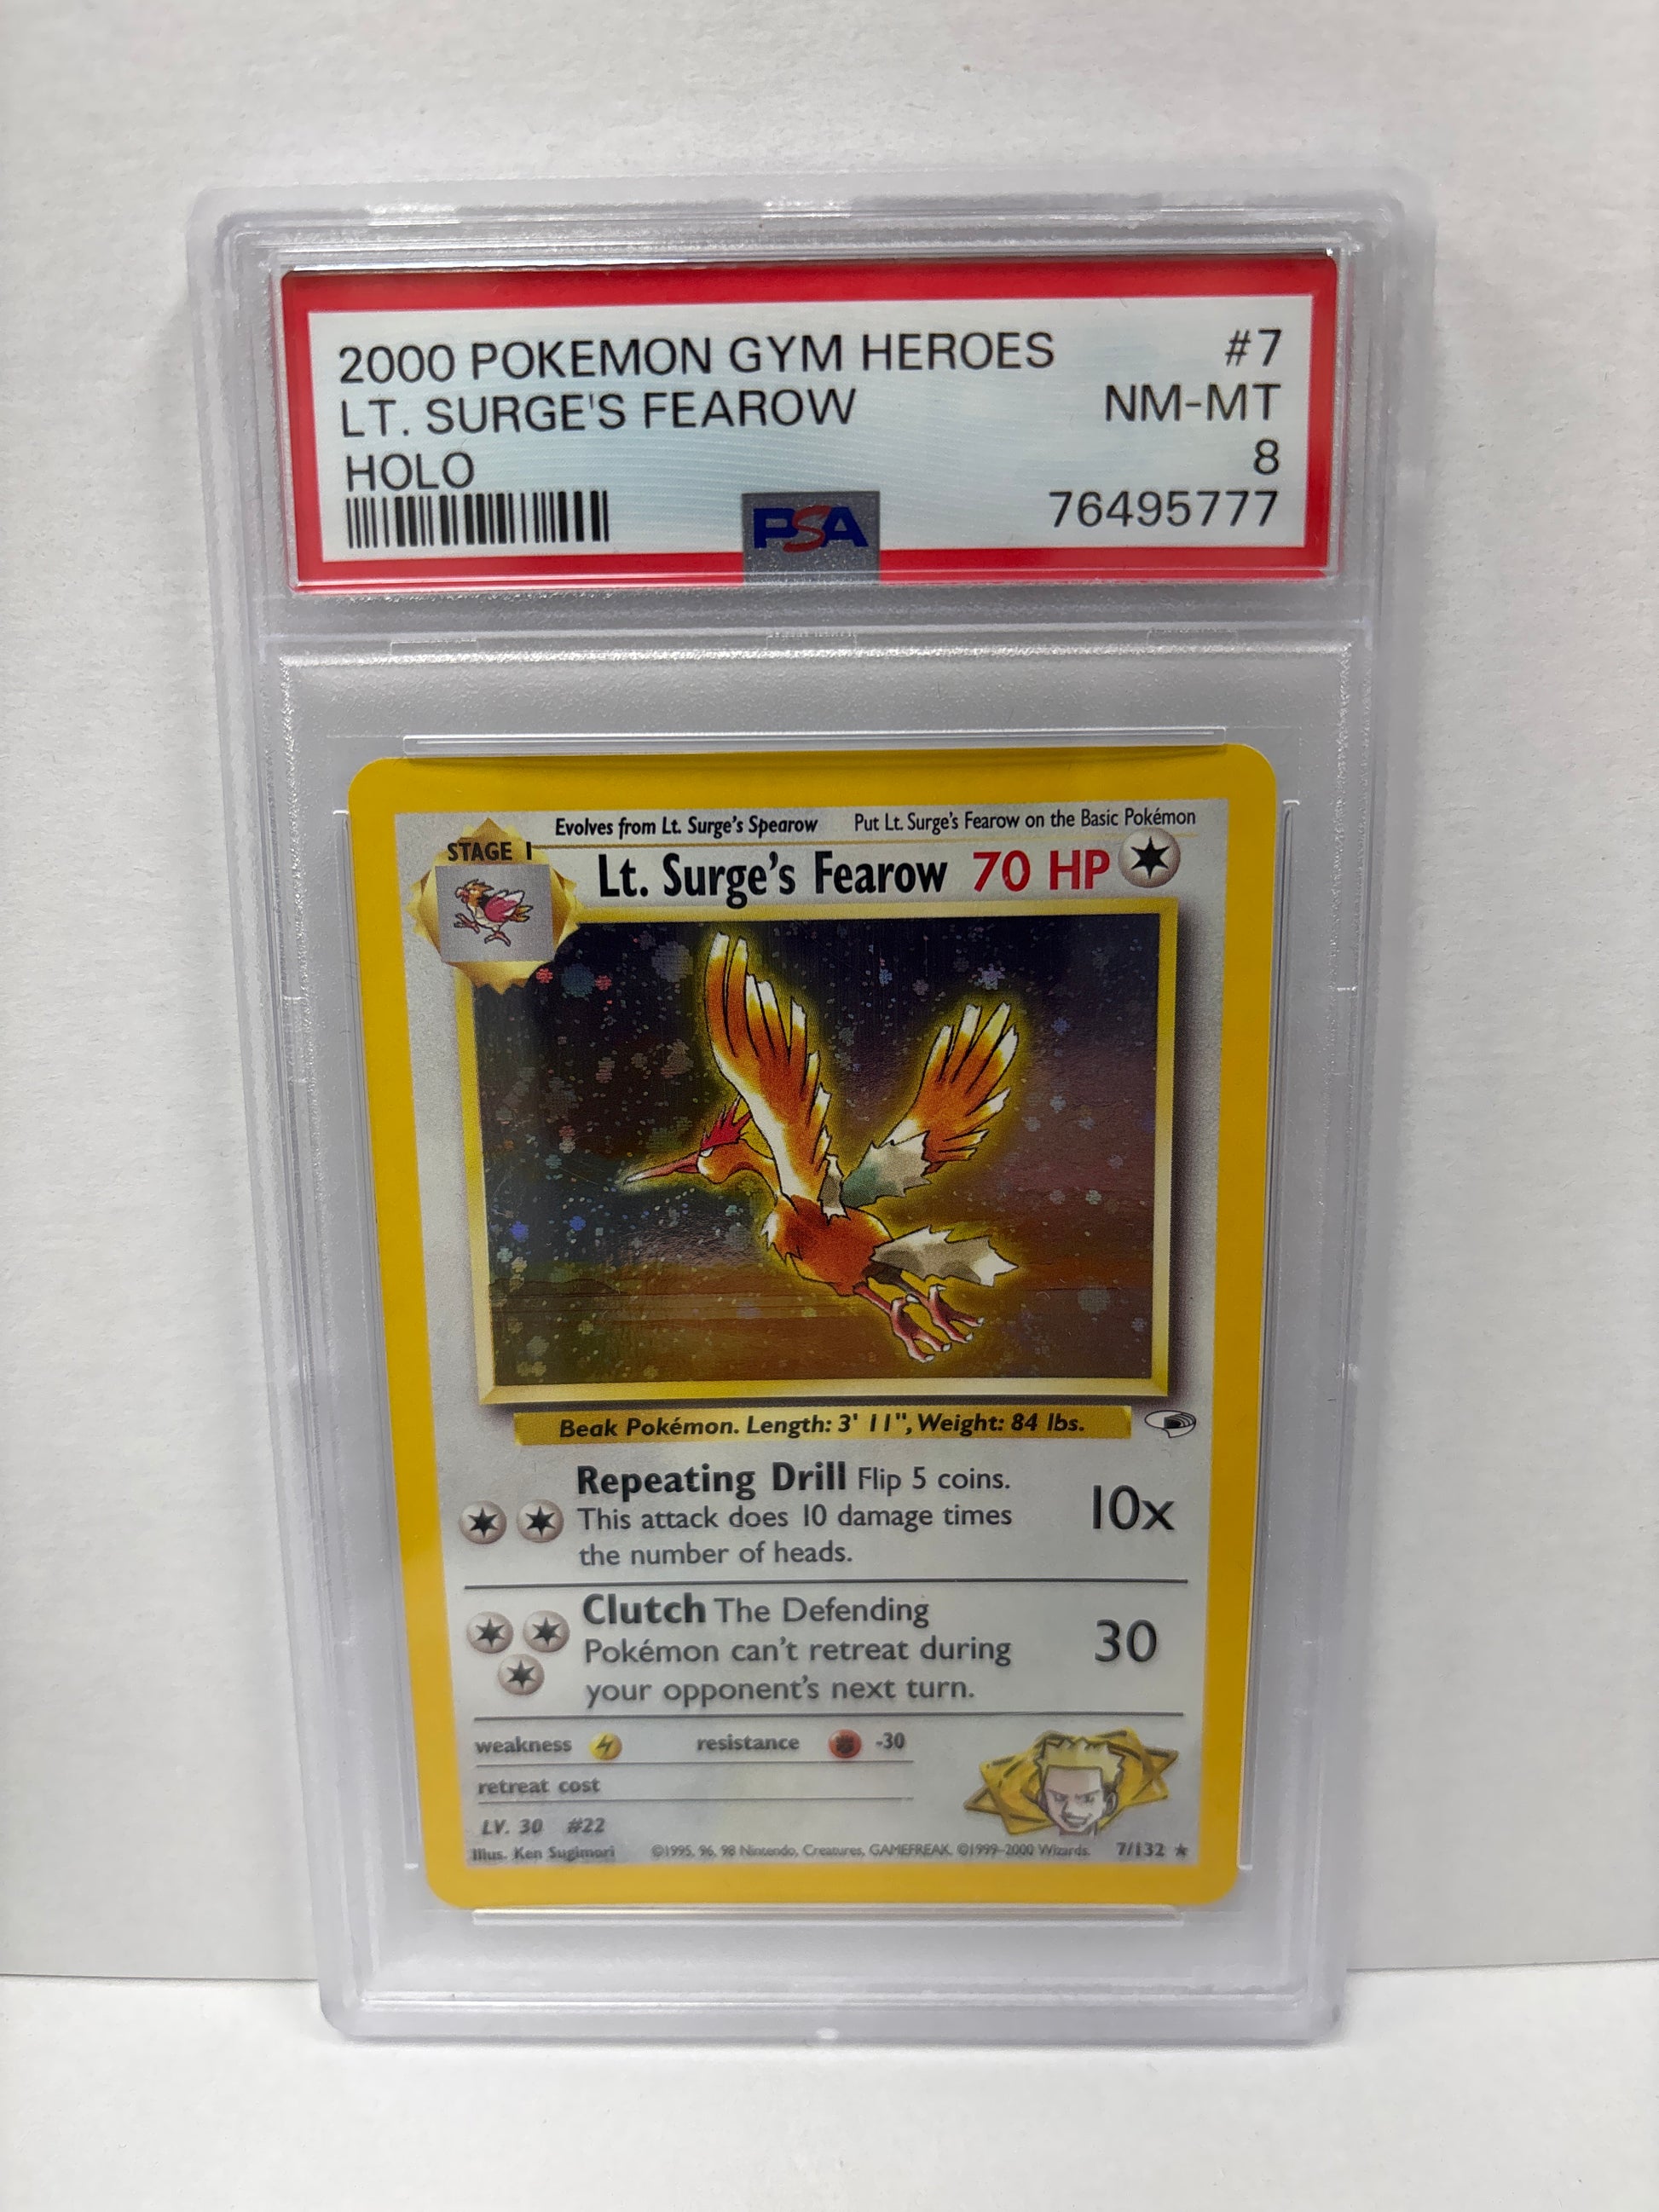 2000 POKEMON GYM HEROES #7
LT. SURGE'S FEAROW NM-MT
HOLO 8
PSA 76495777
Evolves from Lt. Surge's Spearow Put Lt. Surge's Fearow on the Basic Pokémon
STAGE 1
Lt. Surge's Fearow 70 HP
Beak Pokémon. Length: 3' 11", Weight: 84 lbs.
Repeating Drill Flip 5 coins.
This attack does 10 damage times
the number of heads.
10x
Clutch The Defending
Pokémon can't retreat during
your opponent's next turn.
30
weakness resistance -30
retreat cost
LV. 30 #22
Illus. Ken Sugimori ©1995, 96, 98 Nintendo, Creatures, GAMEFREAK. ©1999-2000 Wizards. 7/132 ★